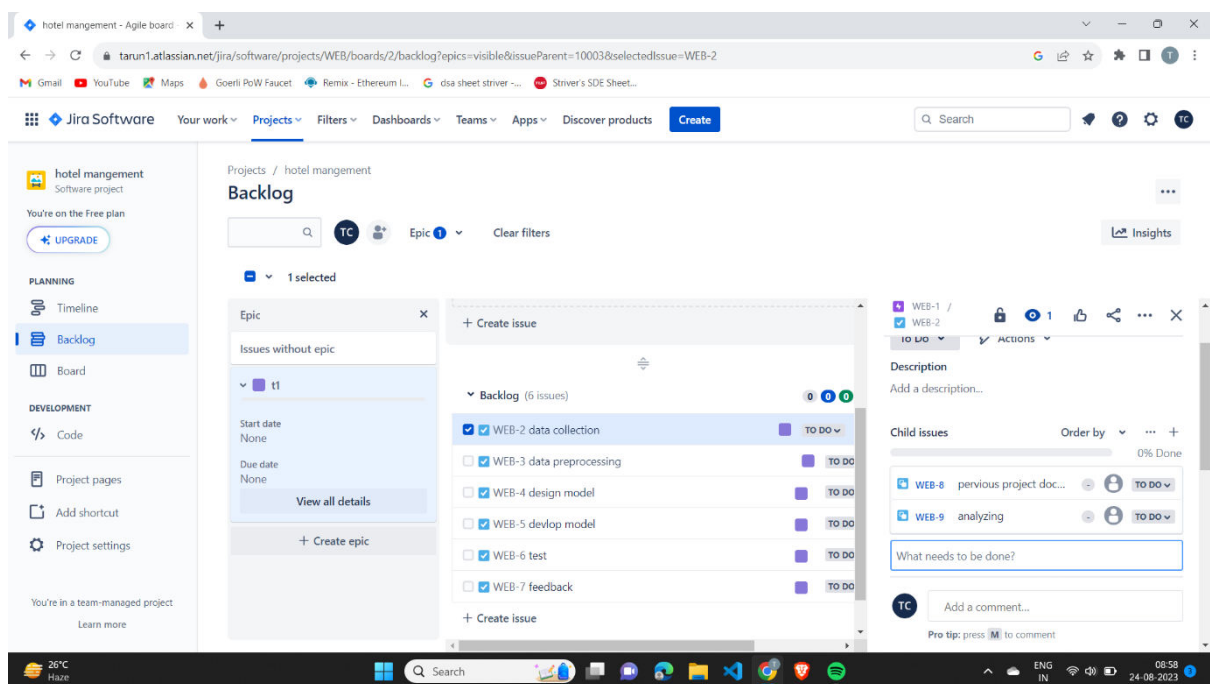 hotel mangement - Agile board -
tarun1.atlassian.net/jira/software/projects/WEB/boards/2/backlog?epics=visible&issueParent=10003&selectedIssue=WEB-2
G
T
Gmail YouTube Maps Goerli PoW Faucet Remix - Ethereum I... G dsa sheet striver -... Striver's SDE Sheet...
Jira Software Your work Projects Filters Dashboards Teams Apps Discover products Create Search TC
hotel mangement
Software project
You're on the Free plan
UPGRADE
PLANNING
Timeline
Backlog
Board
DEVELOPMENT
Code
Project pages
Add shortcut
Project settings
You're in a team-managed project
Learn more
Projects / hotel mangement
Backlog
TC Epic 1 Clear filters Insights
1 selected
Epic
Issues without epic
t1
Start date
None
Due date
None
View all details
+ Create epic
+ Create issue
Backlog (6 issues) 0 0 0
WEB-2 data collection TO DO
WEB-3 data preprocessing TO DO
WEB-4 design model TO DO
WEB-5 devlop model TO DO
WEB-6 test TO DO
WEB-7 feedback TO DO
+ Create issue
WEB-1 /
WEB-2
1
To Do Actions
Description
Add a description...
Child issues Order by
0% Done
WEB-8 pervious project doc... - TO DO
WEB-9 analyzing - TO DO
What needs to be done?
TC Add a comment...
Pro tip: press M to comment
26°C
Haze
Search
ENG
IN
08:58
24-08-2023
3